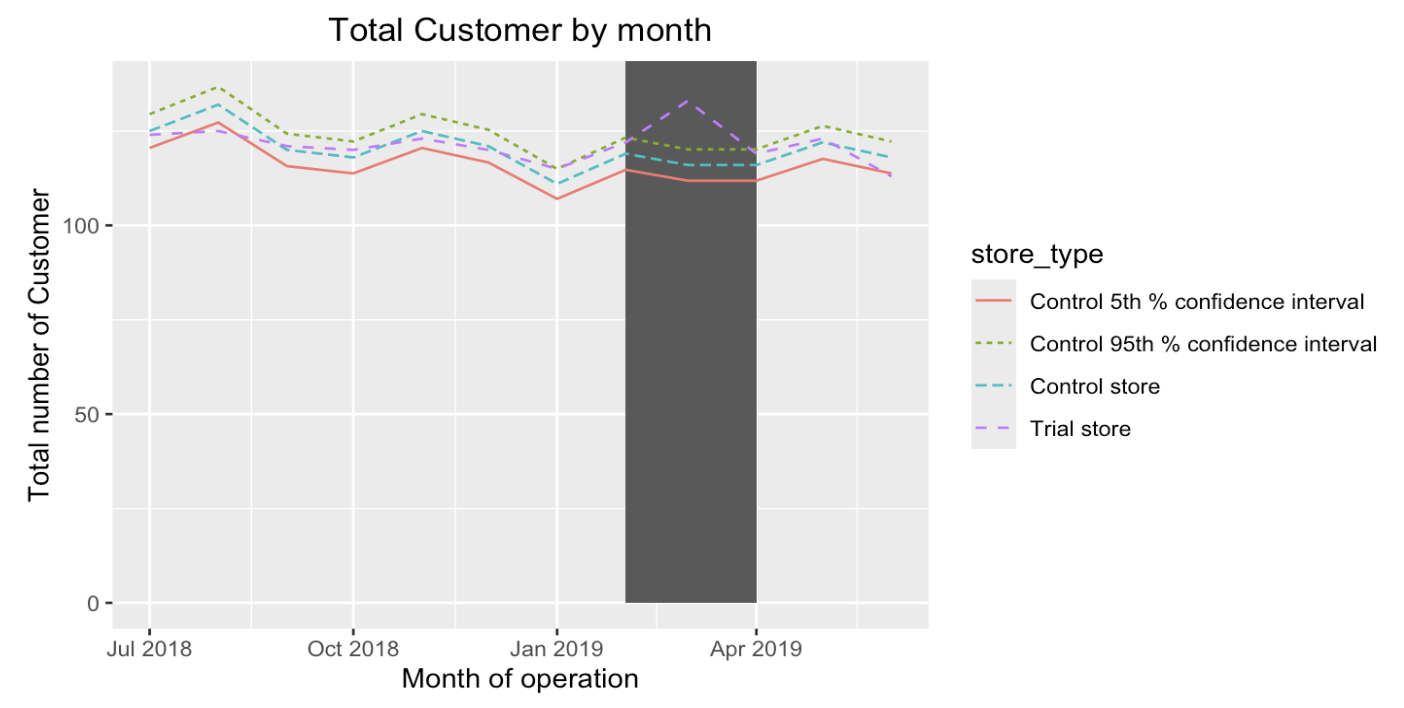 Total Customer by month
Total number of Customer
100
50
0
Jul 2018
Oct 2018
Jan 2019
Apr 2019
Month of operation
store_type
Control 5th % confidence interval
Control 95th % confidence interval
Control store
Trial store